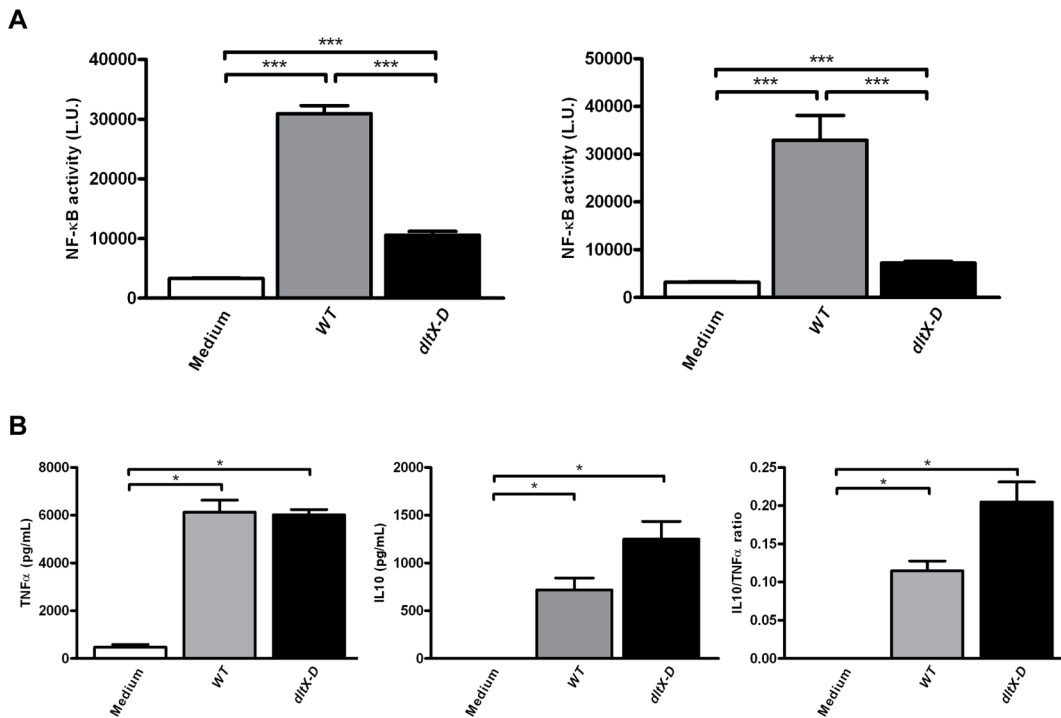 A
***
***
***
40000
30000
20000
10000
0
NF-κB activity (L.U.)
Medium
WT
dltX-D
***
***
***
50000
40000
30000
20000
10000
0
NF-κB activity (L.U.)
Medium
WT
dltX-D
B
*
*
8000
6000
4000
2000
0
TNFα (pg/mL)
Medium
WT
dltX-D
*
*
2000
1500
1000
500
0
IL10 (pg/mL)
Medium
WT
dltX-D
*
*
0.25
0.20
0.15
0.10
0.05
0.00
IL10/TNFα ratio
Medium
WT
dltX-D